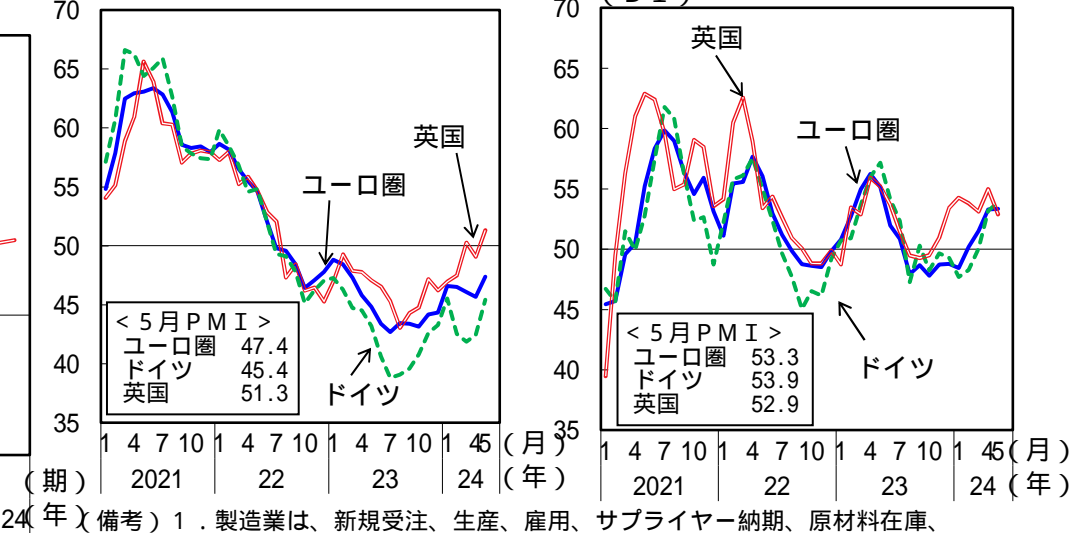 (ＤＩ)
70
65
60
55
50
45
40
35
英国
ユーロ圏
ドイツ
＜５月ＰＭＩ＞
ユーロ圏 47.4
ドイツ 45.4
英国 51.3
1 4 7 10 1 4 7 10 1 4 7 10 1 45 (月)
2021 22 23 24 (年)
70
65
60
55
50
45
40
35
英国
ユーロ圏
ドイツ
＜５月ＰＭＩ＞
ユーロ圏 53.3
ドイツ 53.9
英国 52.9
1 4 7 10 1 4 7 10 1 4 7 10 1 45 (月)
2021 22 23 24 (年)
(期)
24(年)
(備考) １．製造業は、新規受注、生産、雇用、サプライヤー納期、原材料在庫、